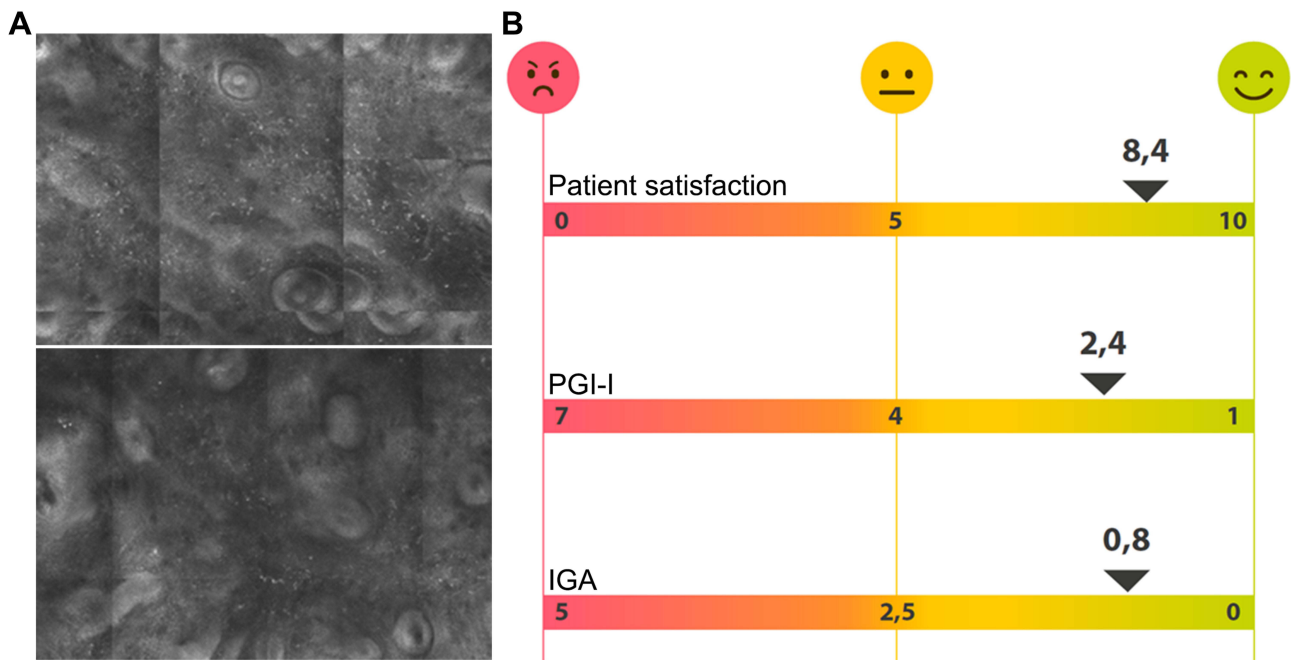 A
B
8,4
Patient satisfaction
0 5 10
2,4
PGI-I
7 4 1
0,8
IGA
5 2,5 0